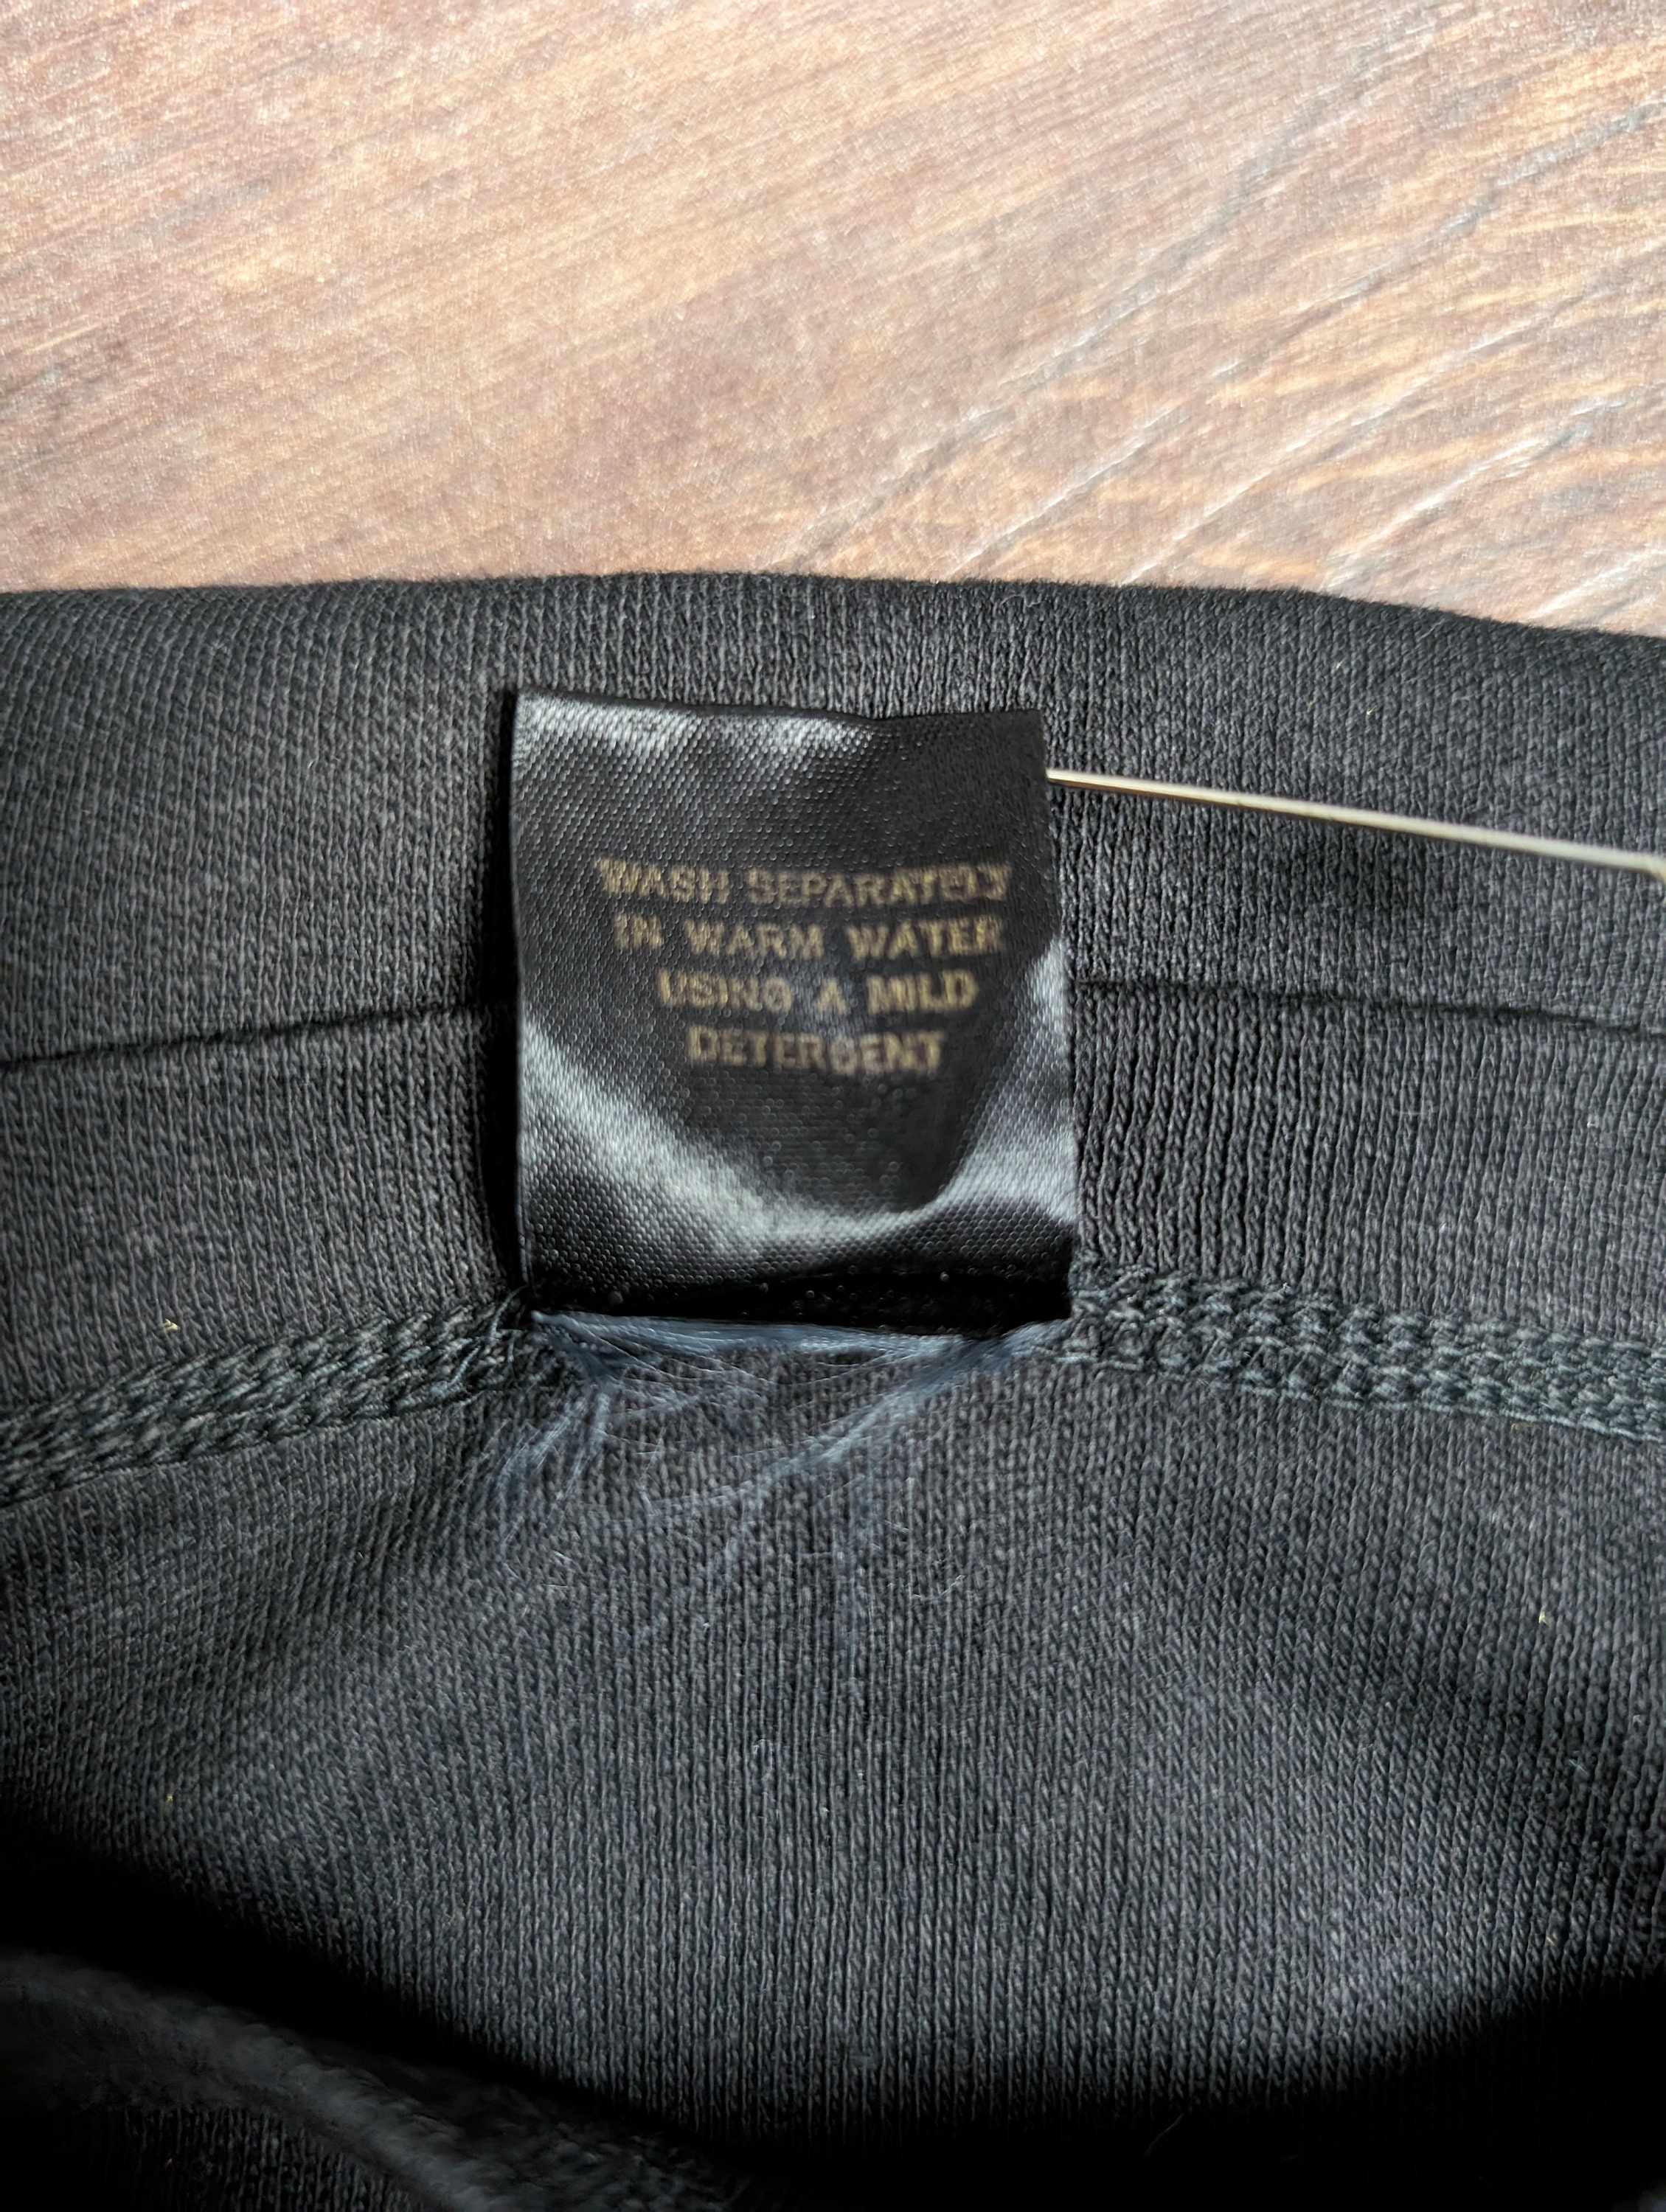 WASH SEPARATELY
IN WARM WATER
USING A MILD
DETERGENT